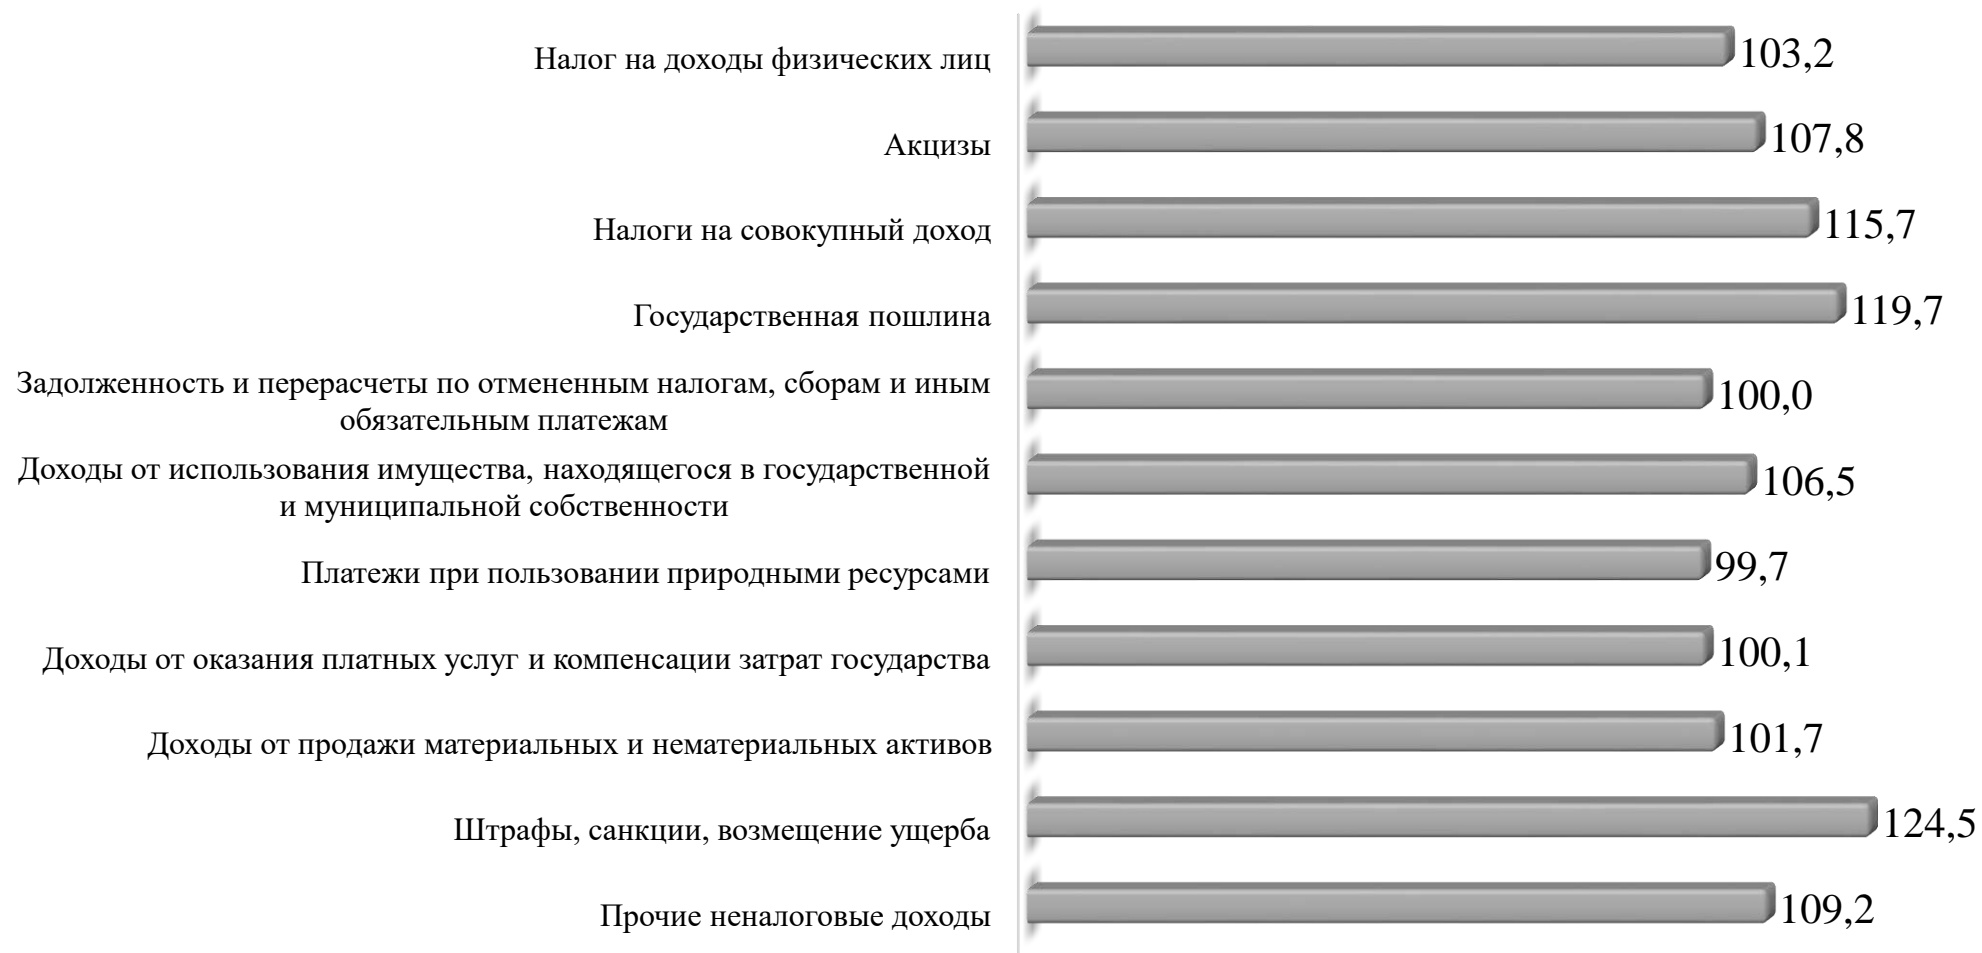 Налог на доходы физических лиц
103,2
Акцизы
107,8
Налоги на совокупный доход
115,7
Государственная пошлина
119,7
Задолженность и перерасчеты по отмененным налогам, сборам и иным
обязательным платежам
100,0
Доходы от использования имущества, находящегося в государственной
и муниципальной собственности
106,5
Платежи при пользовании природными ресурсами
99,7
Доходы от оказания платных услуг и компенсации затрат государства
100,1
Доходы от продажи материальных и нематериальных активов
101,7
Штрафы, санкции, возмещение ущерба
124,5
Прочие неналоговые доходы
109,2